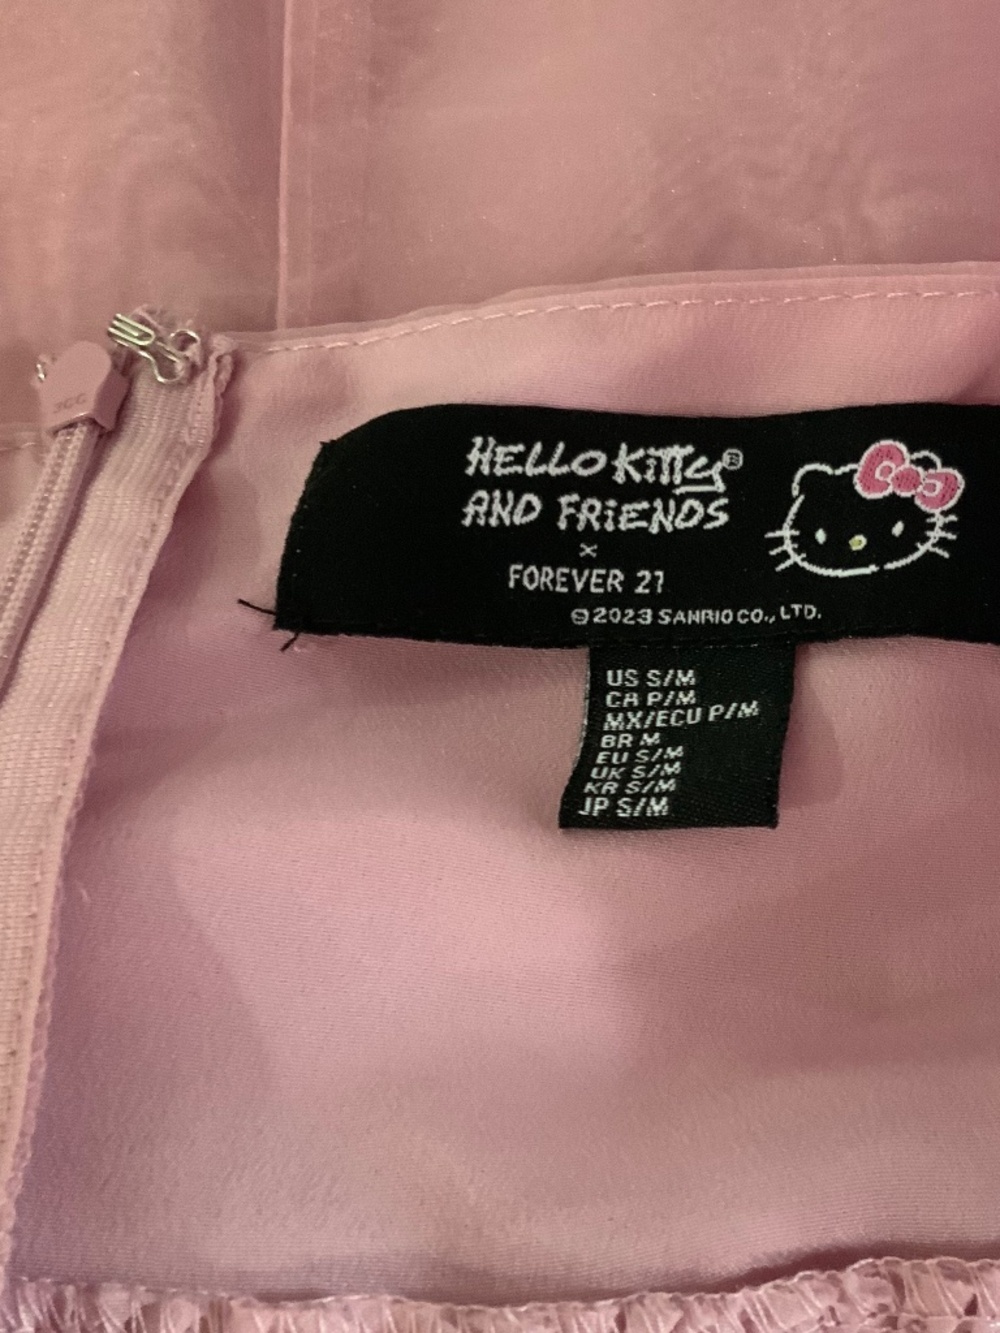 HELLO KITTY®
AND FRIENDS
×
FOREVER 21
©2023 SANRIO CO., LTD.
US S/M
CA P/M
MX/ECU P/M
BR M
EU S/M
UK S/M
KR S/M
JP S/M